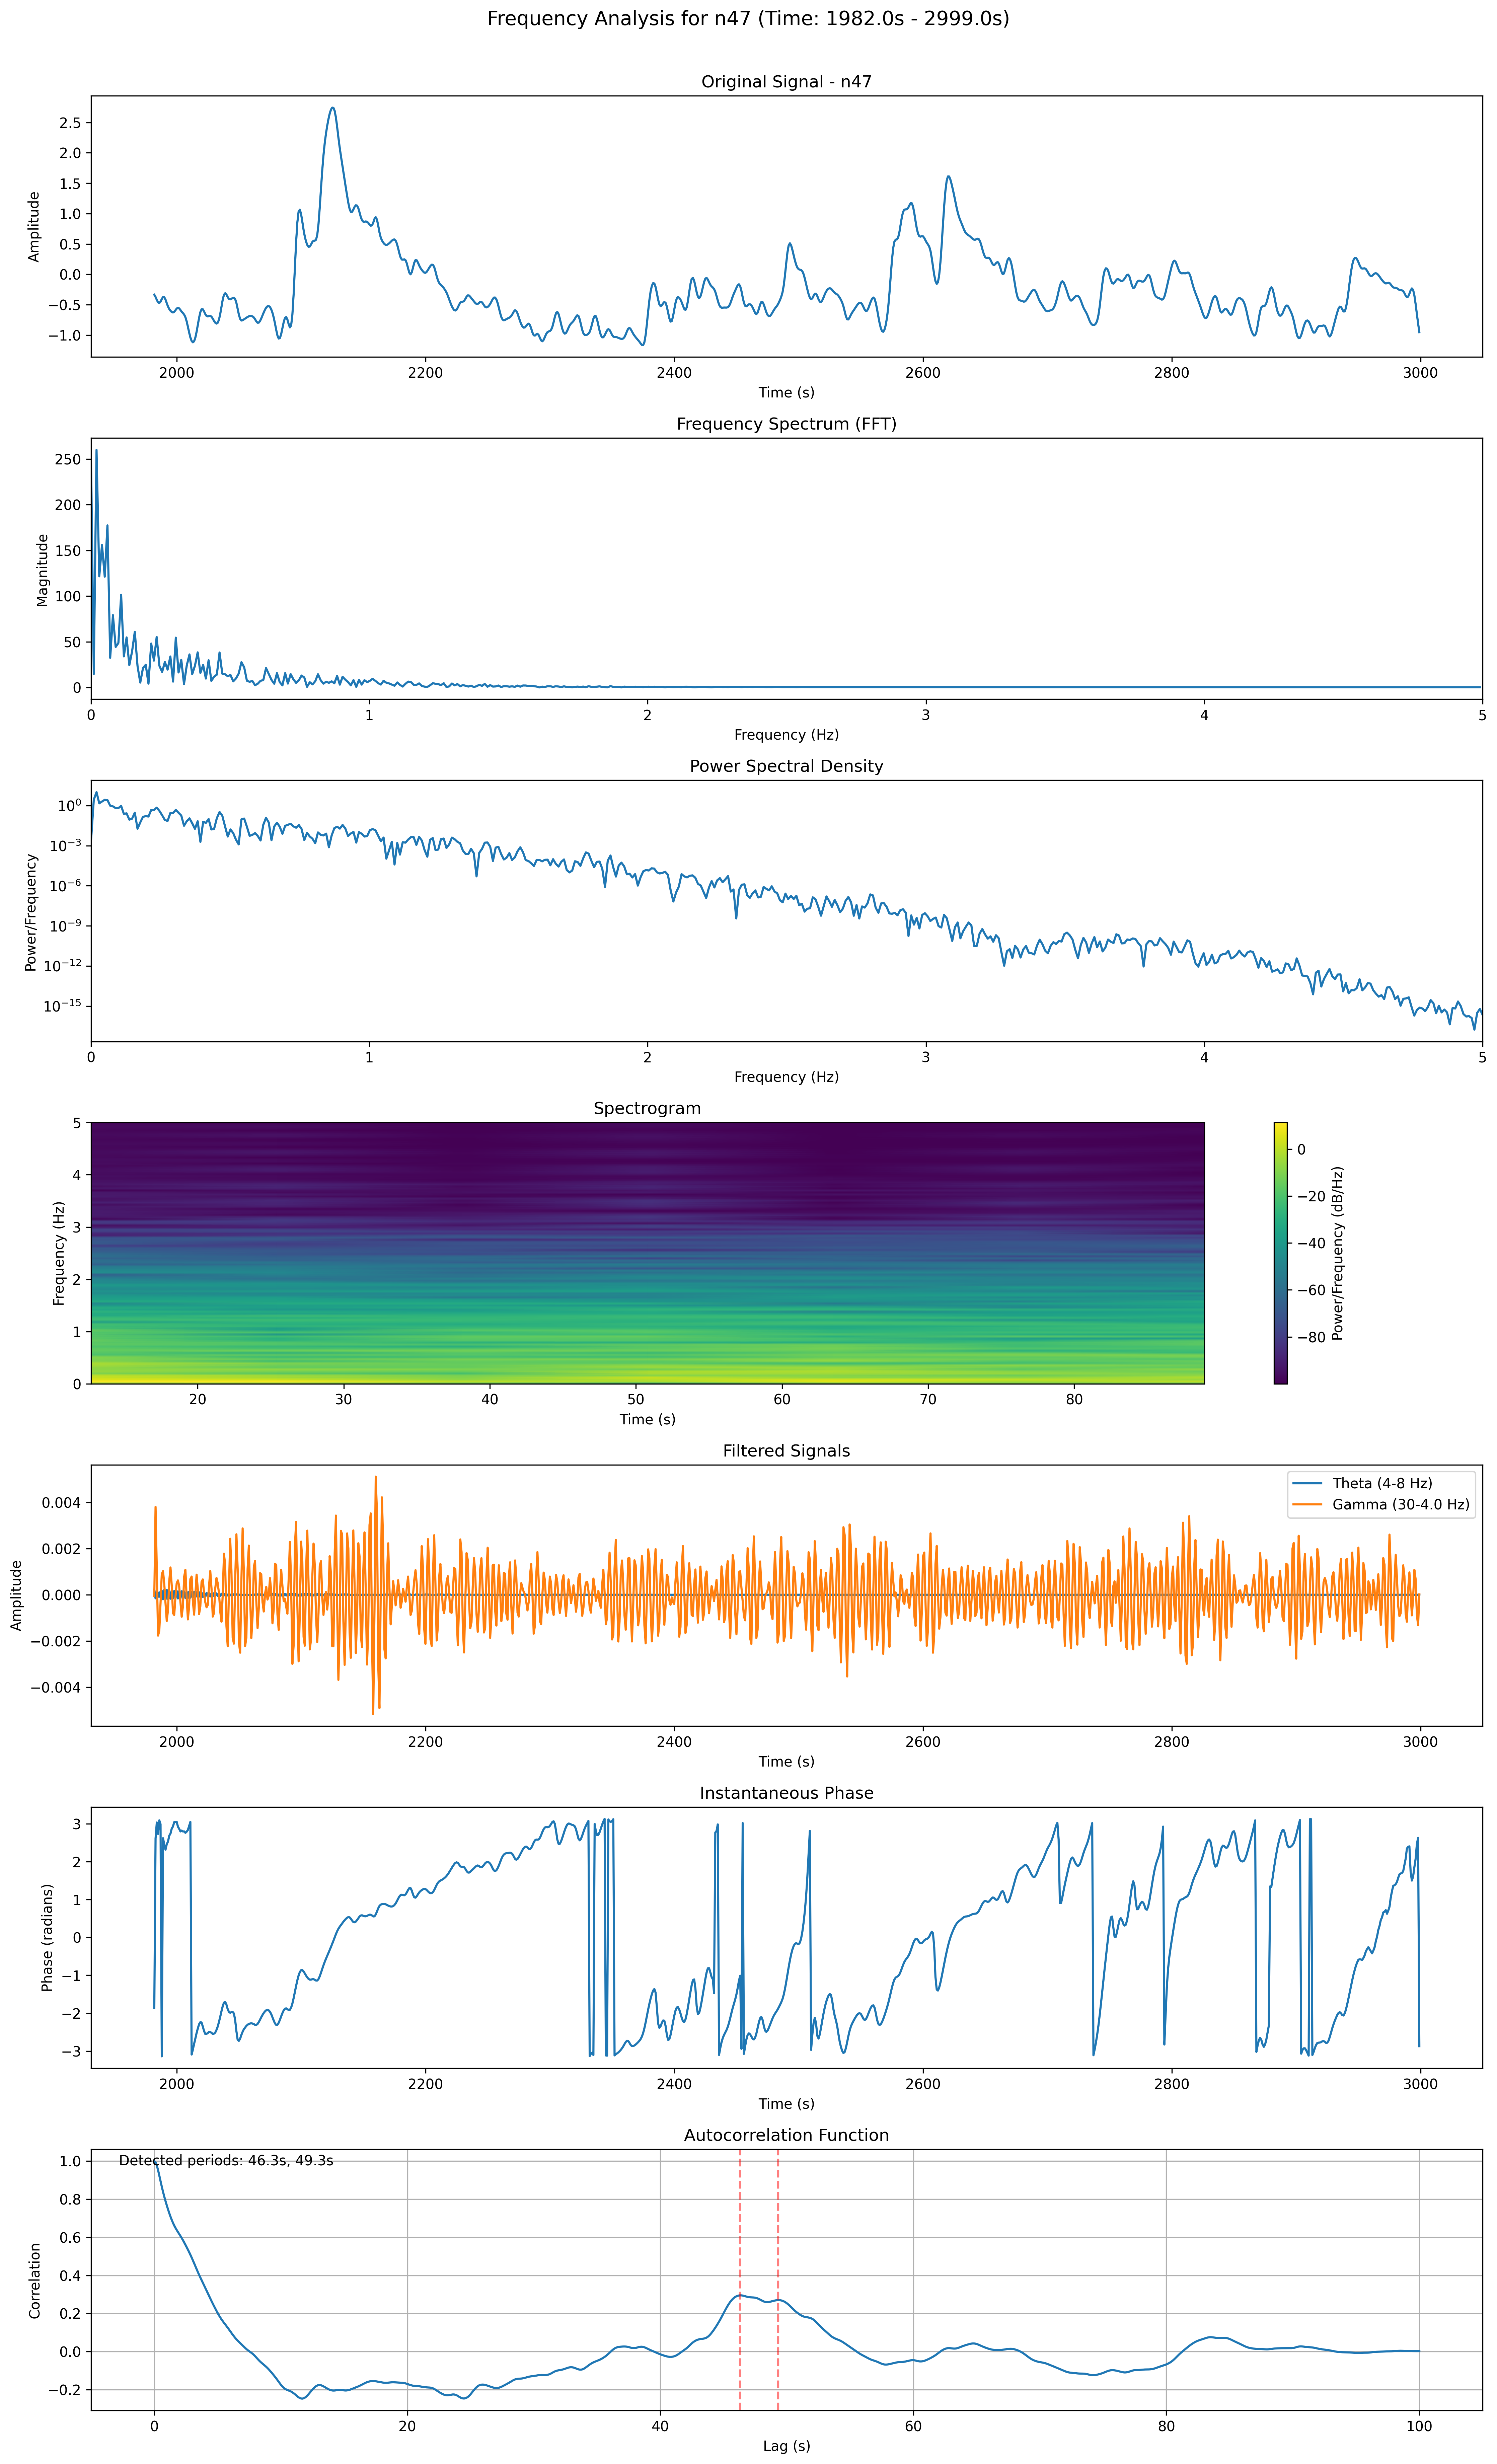 Frequency Analysis for n47 (Time: 1982.0s - 2999.0s)
Original Signal - n47
Amplitude
2.5
2.0
1.5
1.0
0.5
0.0
−0.5
−1.0
2000 2200 2400 2600 2800 3000
Time (s)
Frequency Spectrum (FFT)
Magnitude
250
200
150
100
50
0
0 1 2 3 4 5
Frequency (Hz)
Power Spectral Density
Power/Frequency
10⁰
10⁻³
10⁻⁶
10⁻⁹
10⁻¹²
10⁻¹⁵
0 1 2 3 4 5
Frequency (Hz)
Spectrogram
Frequency (Hz)
5
4
3
2
1
0
20 30 40 50 60 70 80
Time (s)
0
−20
−40
−60
−80
Power/Frequency (dB/Hz)
Filtered Signals
Amplitude
0.004
0.002
0.000
−0.002
−0.004
Theta (4-8 Hz)
Gamma (30-4.0 Hz)
2000 2200 2400 2600 2800 3000
Time (s)
Instantaneous Phase
Phase (radians)
3
2
1
0
−1
−2
−3
2000 2200 2400 2600 2800 3000
Time (s)
Autocorrelation Function
Detected periods: 46.3s, 49.3s
Correlation
1.0
0.8
0.6
0.4
0.2
0.0
−0.2
0 20 40 60 80 100
Lag (s)